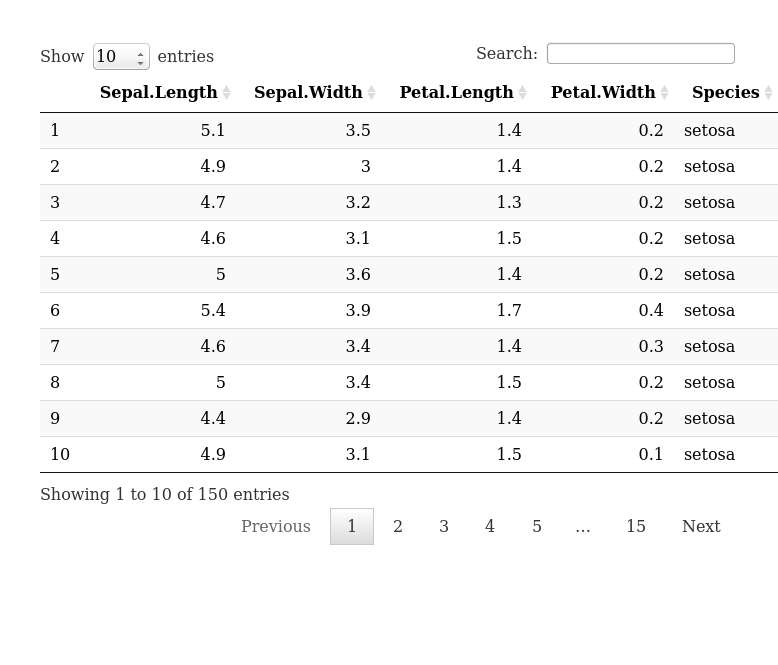 Show 10 entries Search:
Sepal.Length Sepal.Width Petal.Length Petal.Width Species
1 5.1 3.5 1.4 0.2 setosa
2 4.9 3 1.4 0.2 setosa
3 4.7 3.2 1.3 0.2 setosa
4 4.6 3.1 1.5 0.2 setosa
5 5 3.6 1.4 0.2 setosa
6 5.4 3.9 1.7 0.4 setosa
7 4.6 3.4 1.4 0.3 setosa
8 5 3.4 1.5 0.2 setosa
9 4.4 2.9 1.4 0.2 setosa
10 4.9 3.1 1.5 0.1 setosa
Showing 1 to 10 of 150 entries
Previous 1 2 3 4 5 … 15 Next